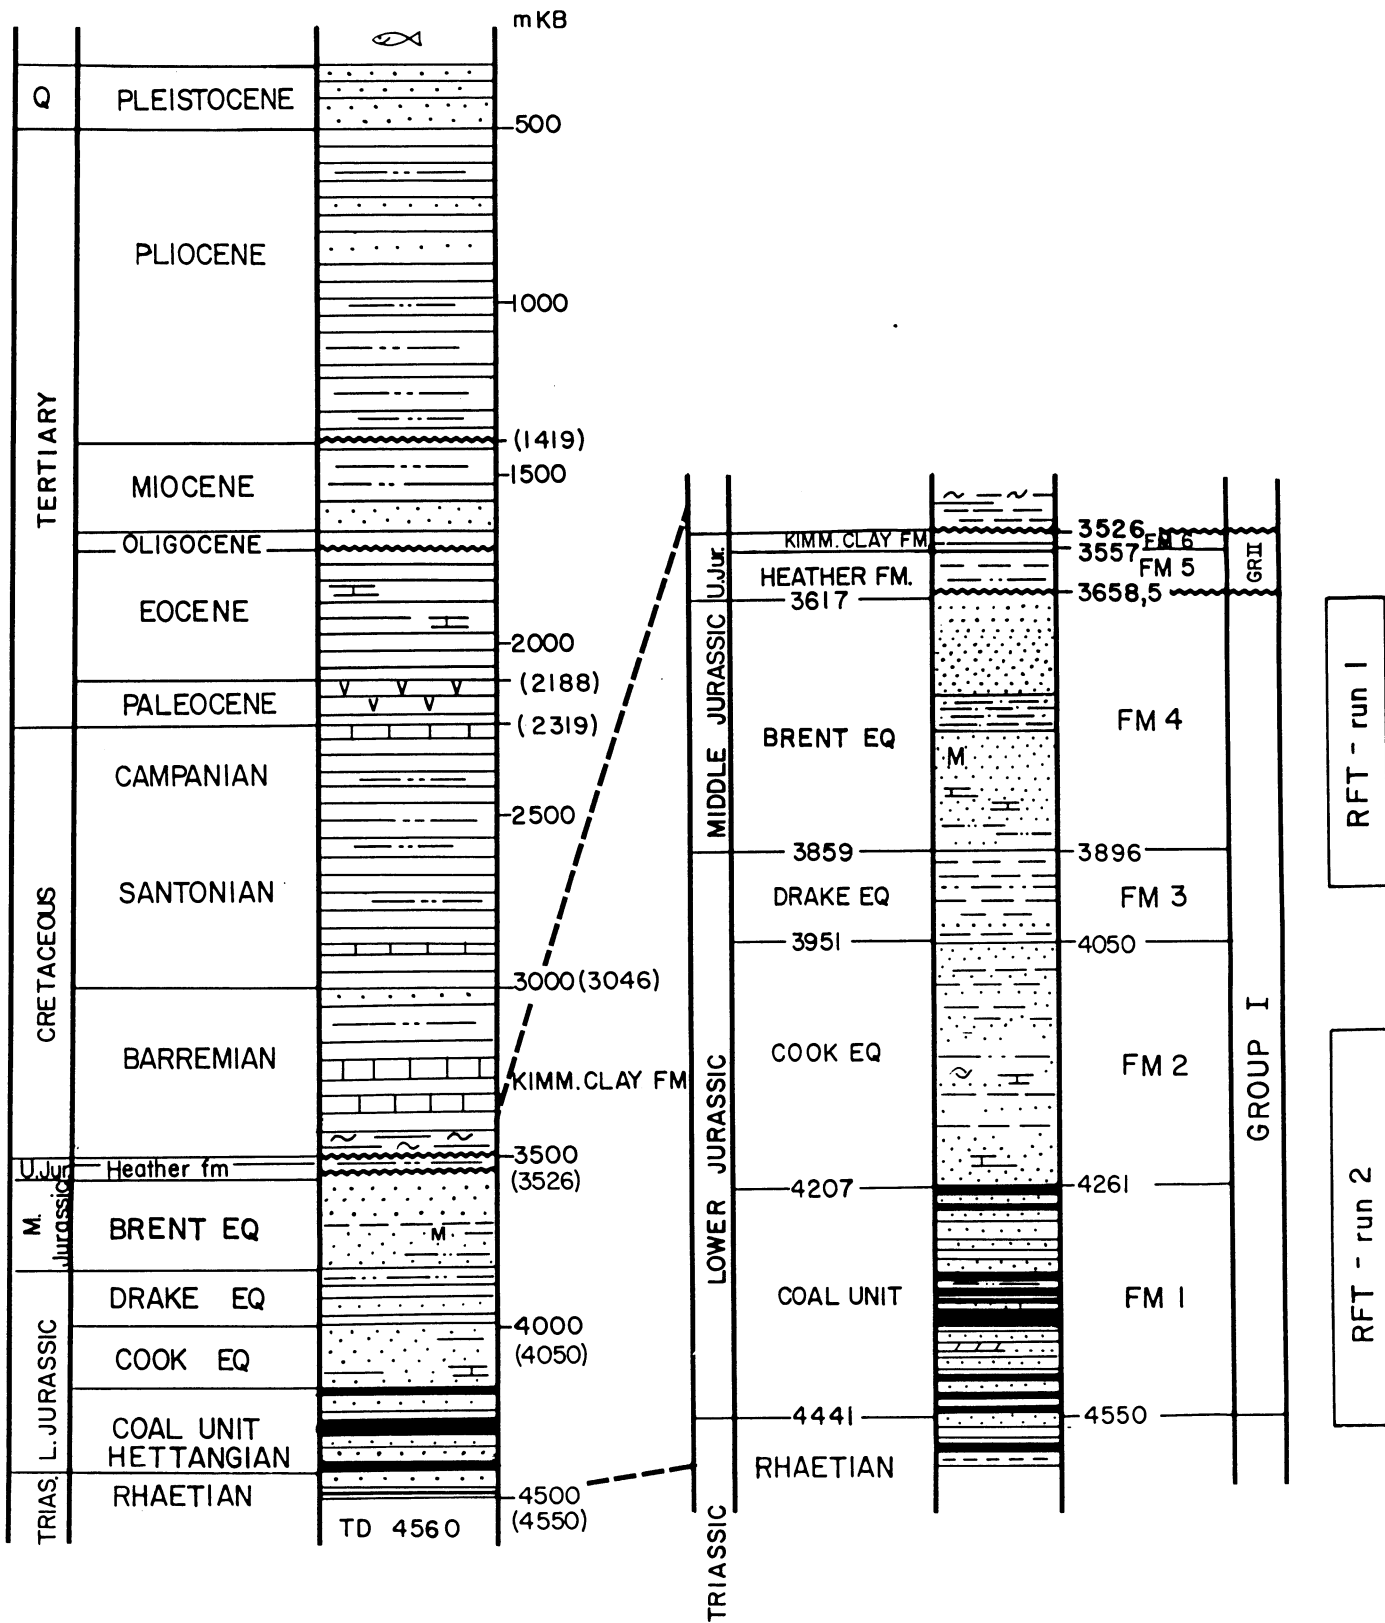 mKB
Q
PLEISTOCENE
500
PLIOCENE
1000
TERTIARY
(1419)
MIOCENE
1500
OLIGOCENE
EOCENE
2000
(2188)
PALEOCENE
(2319)
CAMPANIAN
2500
SANTONIAN
CRETACEOUS
3000 (3046)
BARREMIAN
KIMM. CLAY FM
3500
U.Jur
Heather fm
(3526)
M.
Jurassic
BRENT EQ
M
DRAKE EQ
4000
(4050)
COOK EQ
L. JURASSIC
COAL UNIT
HETTANGIAN
TRIAS.
RHAETIAN
4500
(4550)
TD 4560
3526
KIMM. CLAY FM
FM 6
3557
U.Jur.
HEATHER FM.
FM 5
GR II
3658,5
3617
MIDDLE JURASSIC
BRENT EQ
M
FM 4
RFT - run 1
3859
3896
DRAKE EQ
FM 3
3951
4050
LOWER JURASSIC
COOK EQ
FM 2
GROUP I
4207
4261
COAL UNIT
FM 1
RFT - run 2
4441
4550
RHAETIAN
TRIASSIC